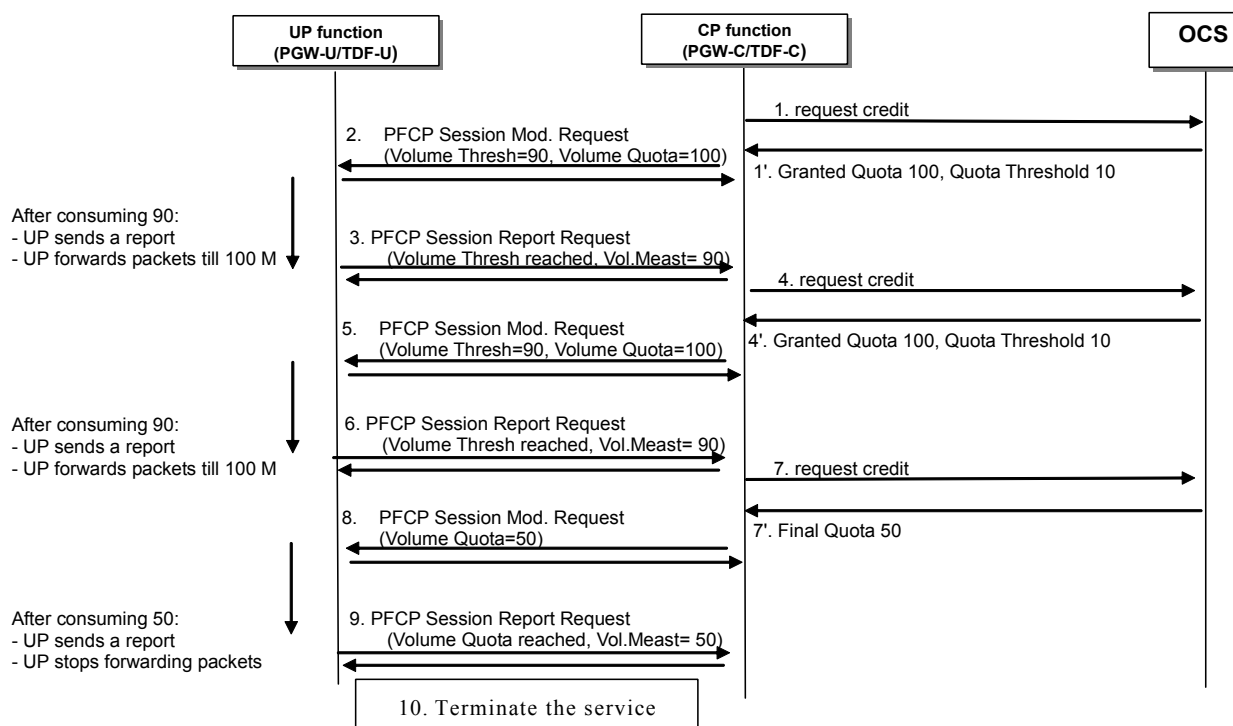 UP function
(PGW-U/TDF-U)
CP function
(PGW-C/TDF-C)
OCS
1. request credit
2. PFCP Session Mod. Request
(Volume Thresh=90, Volume Quota=100)
1'. Granted Quota 100, Quota Threshold 10
After consuming 90:
- UP sends a report
- UP forwards packets till 100 M
3. PFCP Session Report Request
(Volume Thresh reached, Vol.Meast= 90)
4. request credit
5. PFCP Session Mod. Request
(Volume Thresh=90, Volume Quota=100)
4'. Granted Quota 100, Quota Threshold 10
After consuming 90:
- UP sends a report
- UP forwards packets till 100 M
6. PFCP Session Report Request
(Volume Thresh reached, Vol.Meast= 90)
7. request credit
8. PFCP Session Mod. Request
(Volume Quota=50)
7'. Final Quota 50
After consuming 50:
- UP sends a report
- UP stops forwarding packets
9. PFCP Session Report Request
(Volume Quota reached, Vol.Meast= 50)
10. Terminate the service